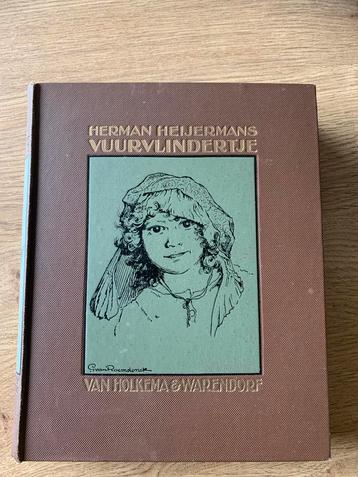 HERMAN HEIJERMANS
VUURVLINDERTJE
VAN HOLKEMA & WARENDORF